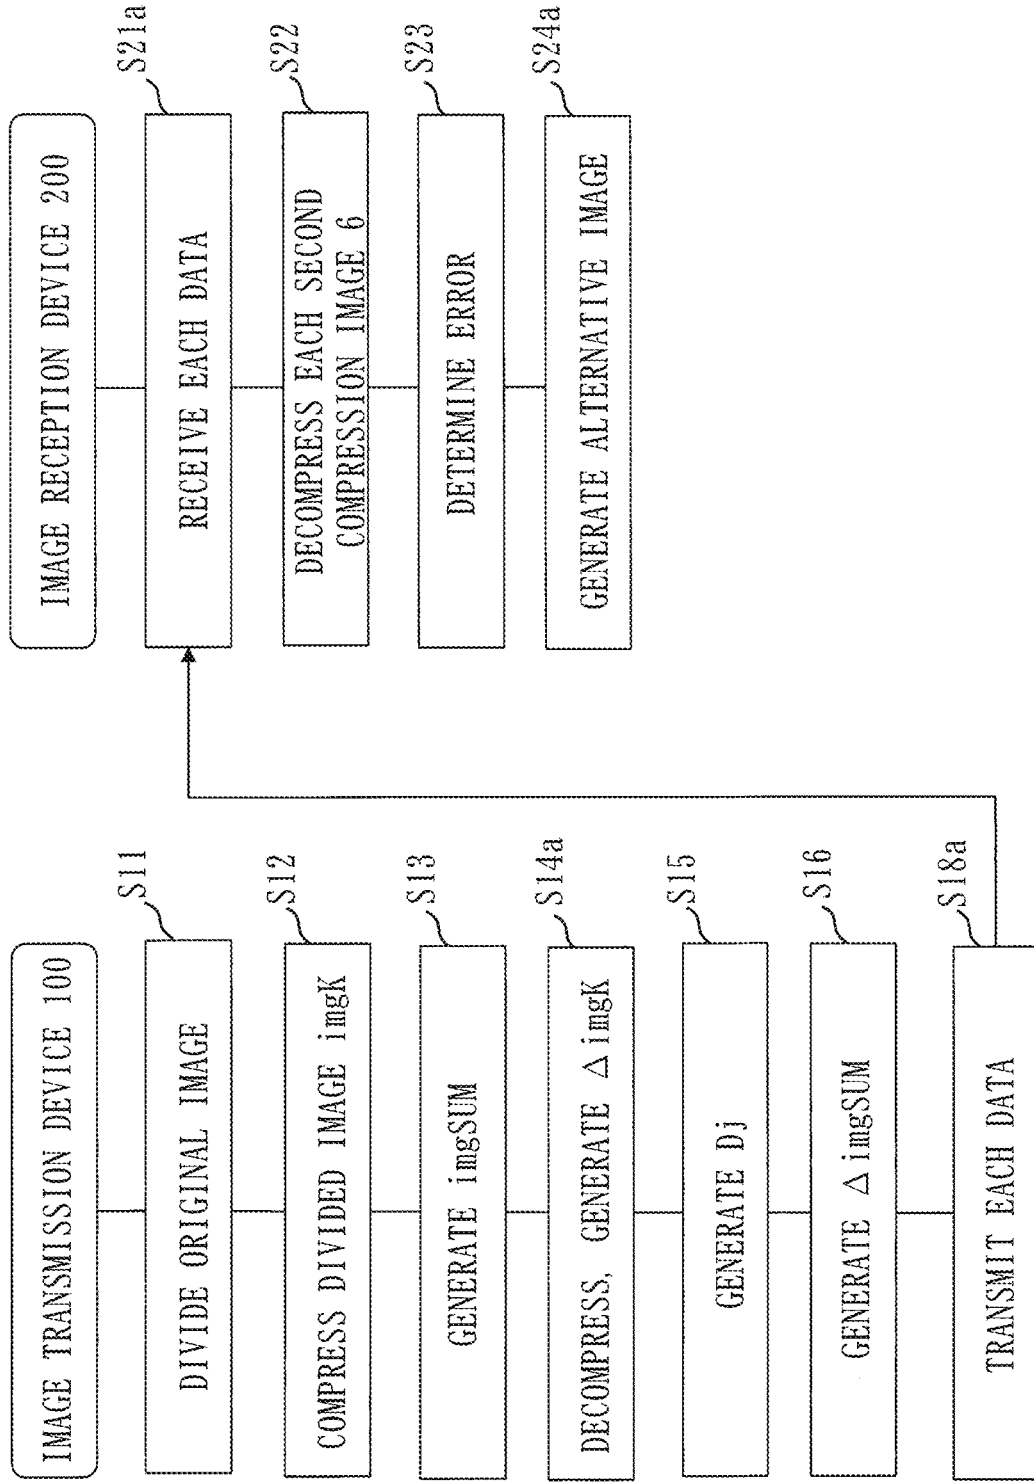 IMAGE TRANSMISSION DEVICE 100
S11
DIVIDE ORIGINAL IMAGE
S12
COMPRESS DIVIDED IMAGE imgK
S13
GENERATE imgSUM
S14a
DECOMPRESS, GENERATE △imgK
S15
GENERATE Dj
S16
GENERATE △imgSUM
S18a
TRANSMIT EACH DATA
IMAGE RECEPTION DEVICE 200
S21a
RECEIVE EACH DATA
S22
DECOMPRESS EACH SECOND
COMPRESSION IMAGE 6
S23
DETERMINE ERROR
S24a
GENERATE ALTERNATIVE IMAGE